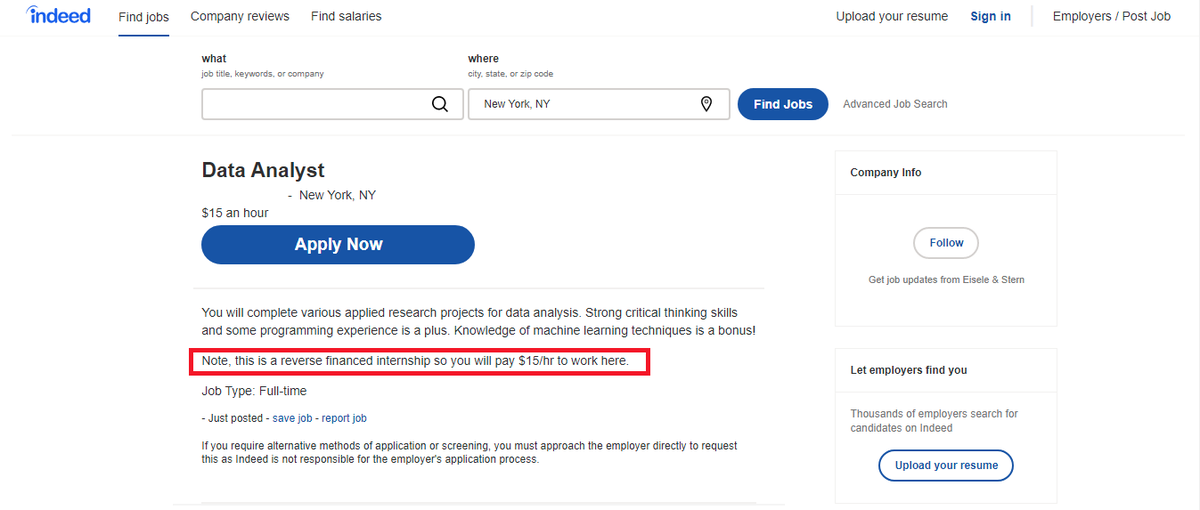 indeed
Find jobs
Company reviews
Find salaries
Upload your resume
Sign in
Employers / Post Job
what
job title, keywords, or company
where
city, state, or zip code
New York, NY
Find Jobs
Advanced Job Search
Data Analyst
- New York, NY
$15 an hour
Apply Now
You will complete various applied research projects for data analysis. Strong critical thinking skills
and some programming experience is a plus. Knowledge of machine learning techniques is a bonus!
Note, this is a reverse financed internship so you will pay $15/hr to work here.
Job Type: Full-time
- Just posted - save job - report job
If you require alternative methods of application or screening, you must approach the employer directly to request
this as Indeed is not responsible for the employer's application process.
Company Info
Follow
Get job updates from Eisele & Stern
Let employers find you
Thousands of employers search for
candidates on Indeed
Upload your resume